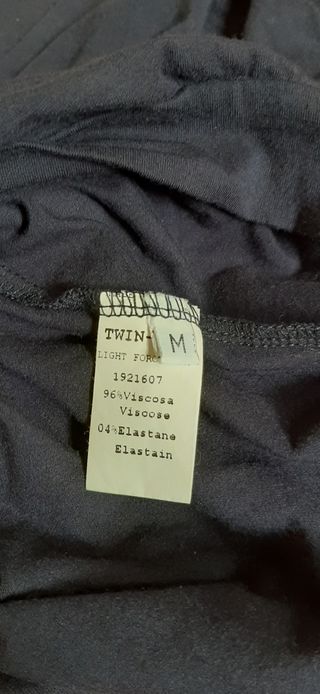 TWIN-
M
LIGHT FORC
1921607
96%Viscosa
Viscose
04%Elastane
Elastain